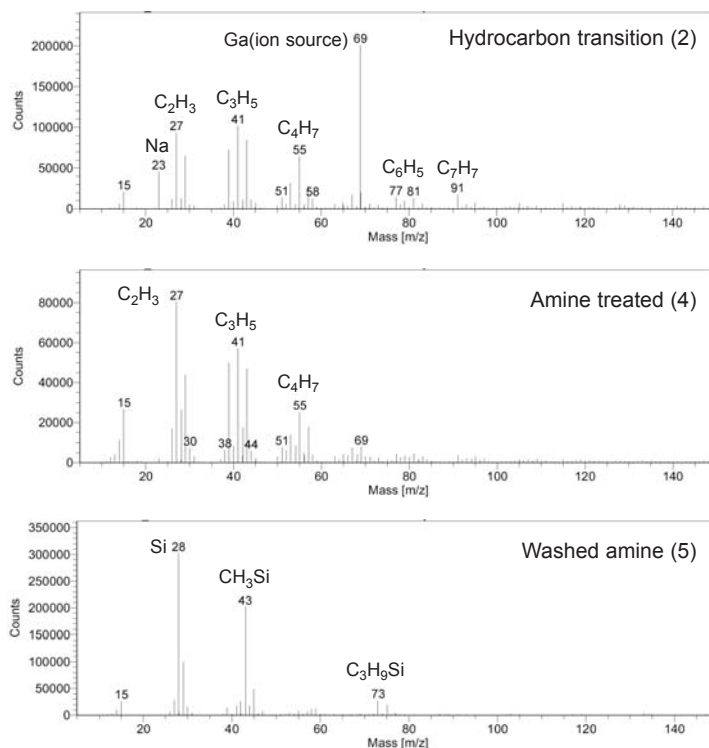 Hydrocarbon transition (2)
Ga(ion source) 69
C₂H₃
27
C₃H₅
41
C₄H₇
55
Na
23
C₆H₅
77
C₇H₇
91
15
51
58
81
Counts
200000
150000
100000
50000
0
20 40 60 80 100 120 140
Mass [m/z]
Amine treated (4)
C₂H₃ 27
C₃H₅
41
C₄H₇
55
15
30
38
44
51
69
Counts
80000
60000
40000
20000
0
20 40 60 80 100 120 140
Mass [m/z]
Washed amine (5)
Si 28
CH₃Si
43
C₃H₉Si
73
15
Counts
350000
300000
250000
200000
150000
100000
50000
0
20 40 60 80 100 120 140
Mass [m/z]